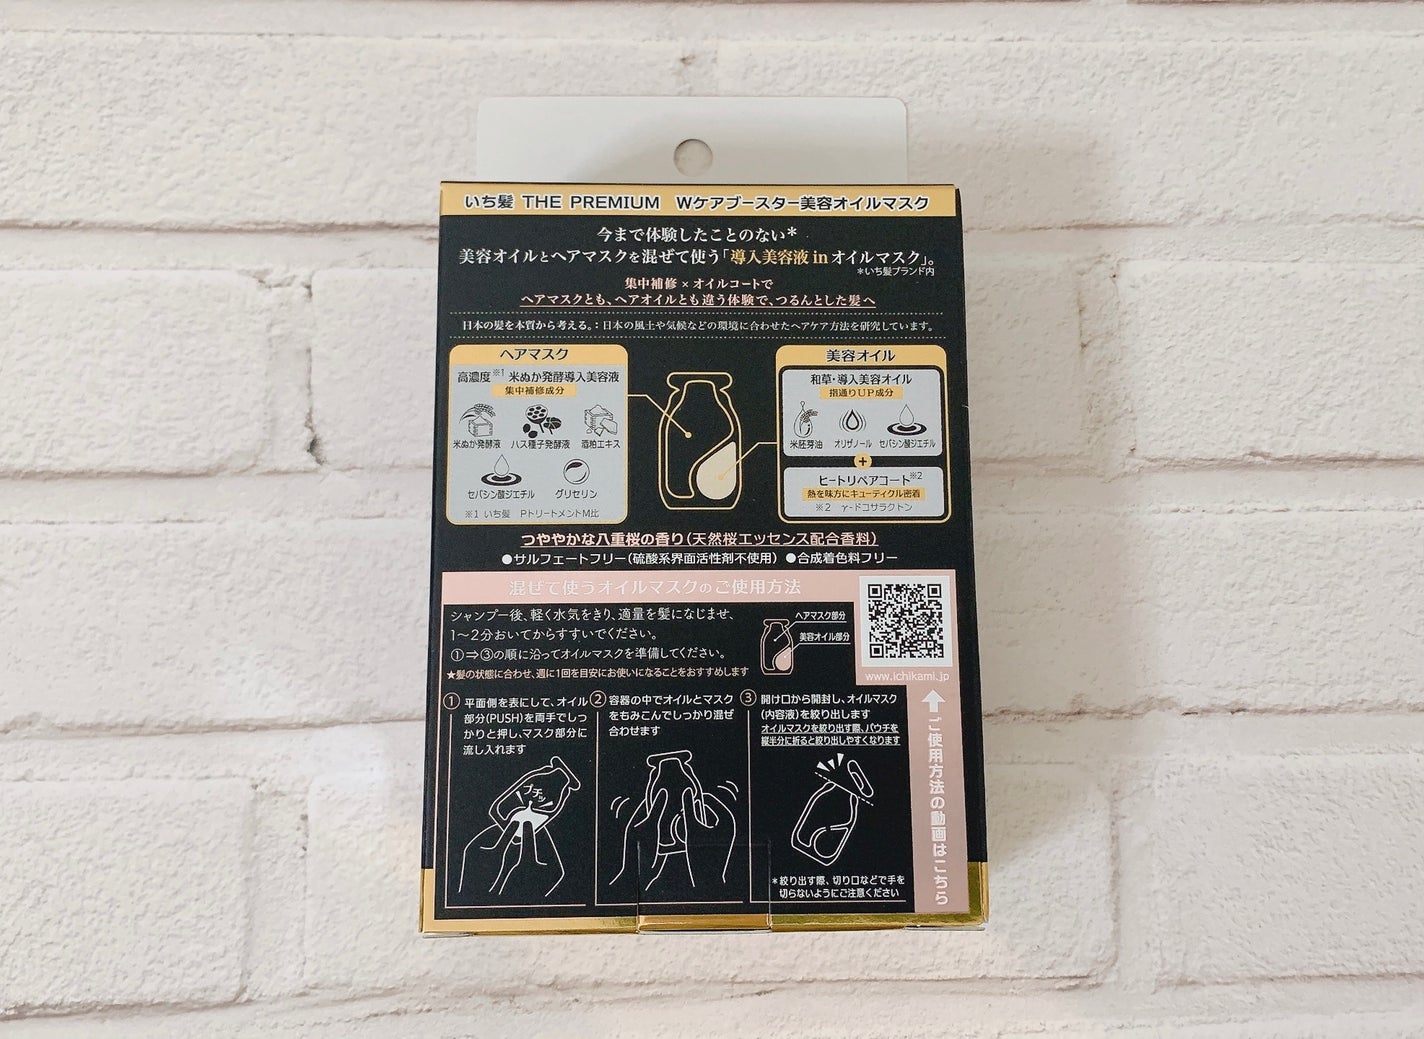 いち髪 THE PREMIUM Wケアブースター美容オイルマスク
今まで体験したことのない*
美容オイルとヘアマスクを混ぜて使う「導入美容液 in オイルマスク」。
*いち髪ブランド内
集中補修×オイルコートで
ヘアマスクとも、ヘアオイルとも違う体験で、つるんとした髪へ
日本の髪を本質から考える。：日本の風土や気候などの環境に合わせたヘアケア方法を研究しています。
ヘアマスク
高濃度※1 米ぬか発酵導入美容液
集中補修成分
米ぬか発酵液 ハス種子発酵液 酒粕エキス
セバシン酸ジエチル グリセリン
※1 いち髪 PトリートメントM比
美容オイル
和草・導入美容オイル
指通りUP成分
米胚芽油 オリザノール セバシン酸ジエチル
+
ヒートリペアコート※2
熱を味方にキューティクル密着
※2 γ-ドコサラクトン
つややかな八重桜の香り(天然桜エッセンス配合香料)
●サルフェートフリー(硫酸系界面活性剤不使用) ●合成着色料フリー
混ぜて使うオイルマスクのご使用方法
シャンプー後、軽く水気をきり、適量を髪になじませ、
1～2分おいてからすすいでください。
①⇒③の順に沿ってオイルマスクを準備してください。
★髪の状態に合わせ、週に1回を目安にお使いになることをおすすめします
ヘアマスク部分
美容オイル部分
www.ichikami.jp
ご使用方法の動画はこちら
① 平面側を表にして、オイル
部分(PUSH)を両手でしっ
かりと押し、マスク部分に
流し入れます
プチッ
② 容器の中でオイルとマスク
をもみこんでしっかり混ぜ
合わせます
③ 開け口から開封し、オイルマスク
(内容液)を絞り出します
オイルマスクを絞り出す際、パウチを
縦半分に折ると絞り出しやすくなります
*絞り出す際、切り口などで手を
切らないようにご注意ください